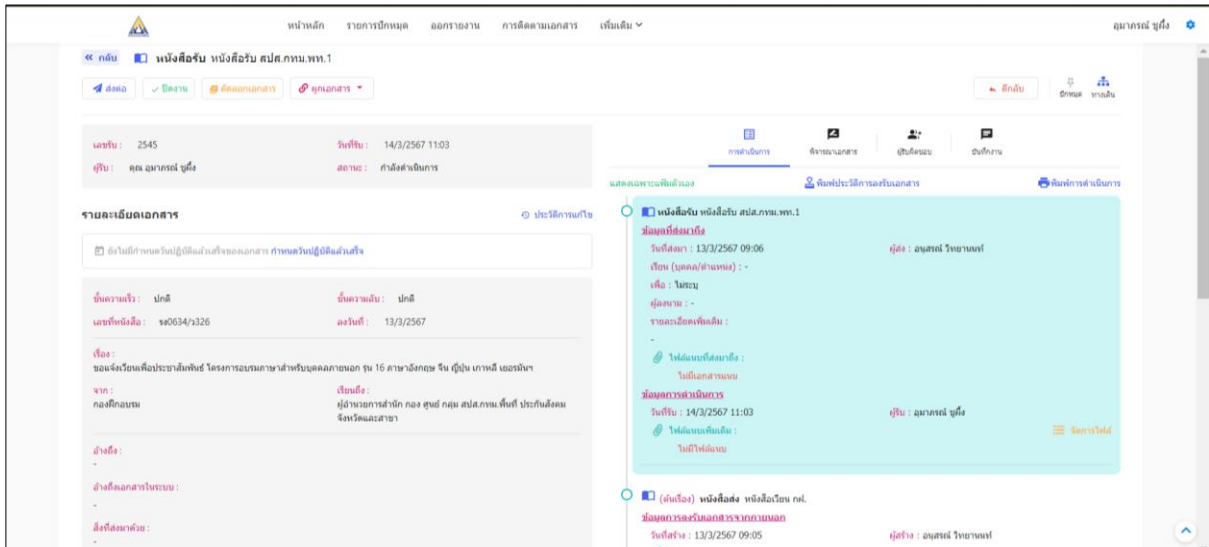 หน้าหลัก รายการปักหมุด ออกรายงาน การติดตามเอกสาร เพิ่มเติม อุมาภรณ์ ชูผึ้ง
« กลับ หนังสือรับ หนังสือรับ สปส.กทม.พท.1
ส่งต่อ ปิดงาน คัดลอกเอกสาร ผูกเอกสาร ตีกลับ ปักหมุด ทางเดิน
เลขรับ : 2545 วันที่รับ : 14/3/2567 11:03
ผู้รับ : คุณ อุมาภรณ์ ชูผึ้ง สถานะ : กำลังดำเนินการ
การดำเนินการ พิจารณาเอกสาร ผู้รับผิดชอบ บันทึกงาน
แสดงเฉพาะแฟ้มตัวเอง พิมพ์ประวัติการลงรับเอกสาร พิมพ์การดำเนินการ
รายละเอียดเอกสาร ประวัติการแก้ไข
ยังไม่มีกำหนดวันปฏิบัติแล้วเสร็จของเอกสาร กำหนดวันปฏิบัติแล้วเสร็จ
ชั้นความเร็ว : ปกติ ชั้นความลับ : ปกติ
เลขที่หนังสือ : รง0634/ว326 ลงวันที่ : 13/3/2567
เรื่อง :
ขอแจ้งเวียนเพื่อประชาสัมพันธ์ โครงการอบรมภาษาสำหรับบุคคลภายนอก รุ่น 16 ภาษาอังกฤษ จีน ญี่ปุ่น เกาหลี เยอรมันฯ
จาก : เรียนถึง :
กองฝึกอบรม ผู้อำนวยการสำนัก กอง ศูนย์ กลุ่ม สปส.กทม.พื้นที่ ประกันสังคม
จังหวัดและสาขา
อ้างถึง :
-
อ้างถึงเอกสารในระบบ :
-
สิ่งที่ส่งมาด้วย :
-
หนังสือรับ หนังสือรับ สปส.กทม.พท.1
ข้อมูลที่ส่งมาถึง
วันที่ส่งมา : 13/3/2567 09:06 ผู้ส่ง : อนุสรณ์ วิทยานนท์
เรียน (บุคคล/ตำแหน่ง) : -
เพื่อ : ไม่ระบุ
ผู้ลงนาม : -
รายละเอียดเพิ่มเติม :
-
ไฟล์แนบที่ส่งมาถึง :
ไม่มีเอกสารแนบ
ข้อมูลการดำเนินการ
วันที่รับ : 14/3/2567 11:03 ผู้รับ : อุมาภรณ์ ชูผึ้ง
ไฟล์แนบเพิ่มเติม : จัดการไฟล์
ไม่มีไฟล์แนบ
(ต้นเรื่อง) หนังสือส่ง หนังสือเวียน กฝ.
ข้อมูลการลงรับเอกสารจากภายนอก
วันที่สร้าง : 13/3/2567 09:05 ผู้สร้าง : อนุสรณ์ วิทยานนท์